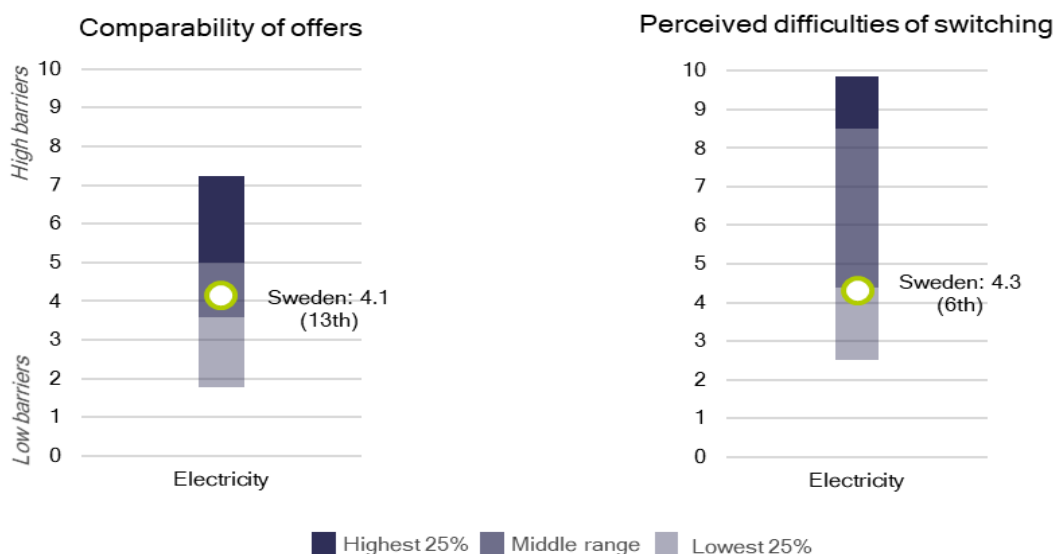 Comparability of offers
High barriers
Low barriers
10
9
8
7
6
5
4
3
2
1
0
Sweden: 4.1
(13th)
Electricity
Perceived difficulties of switching
10
9
8
7
6
5
4
3
2
1
0
Sweden: 4.3
(6th)
Electricity
Highest 25% Middle range Lowest 25%